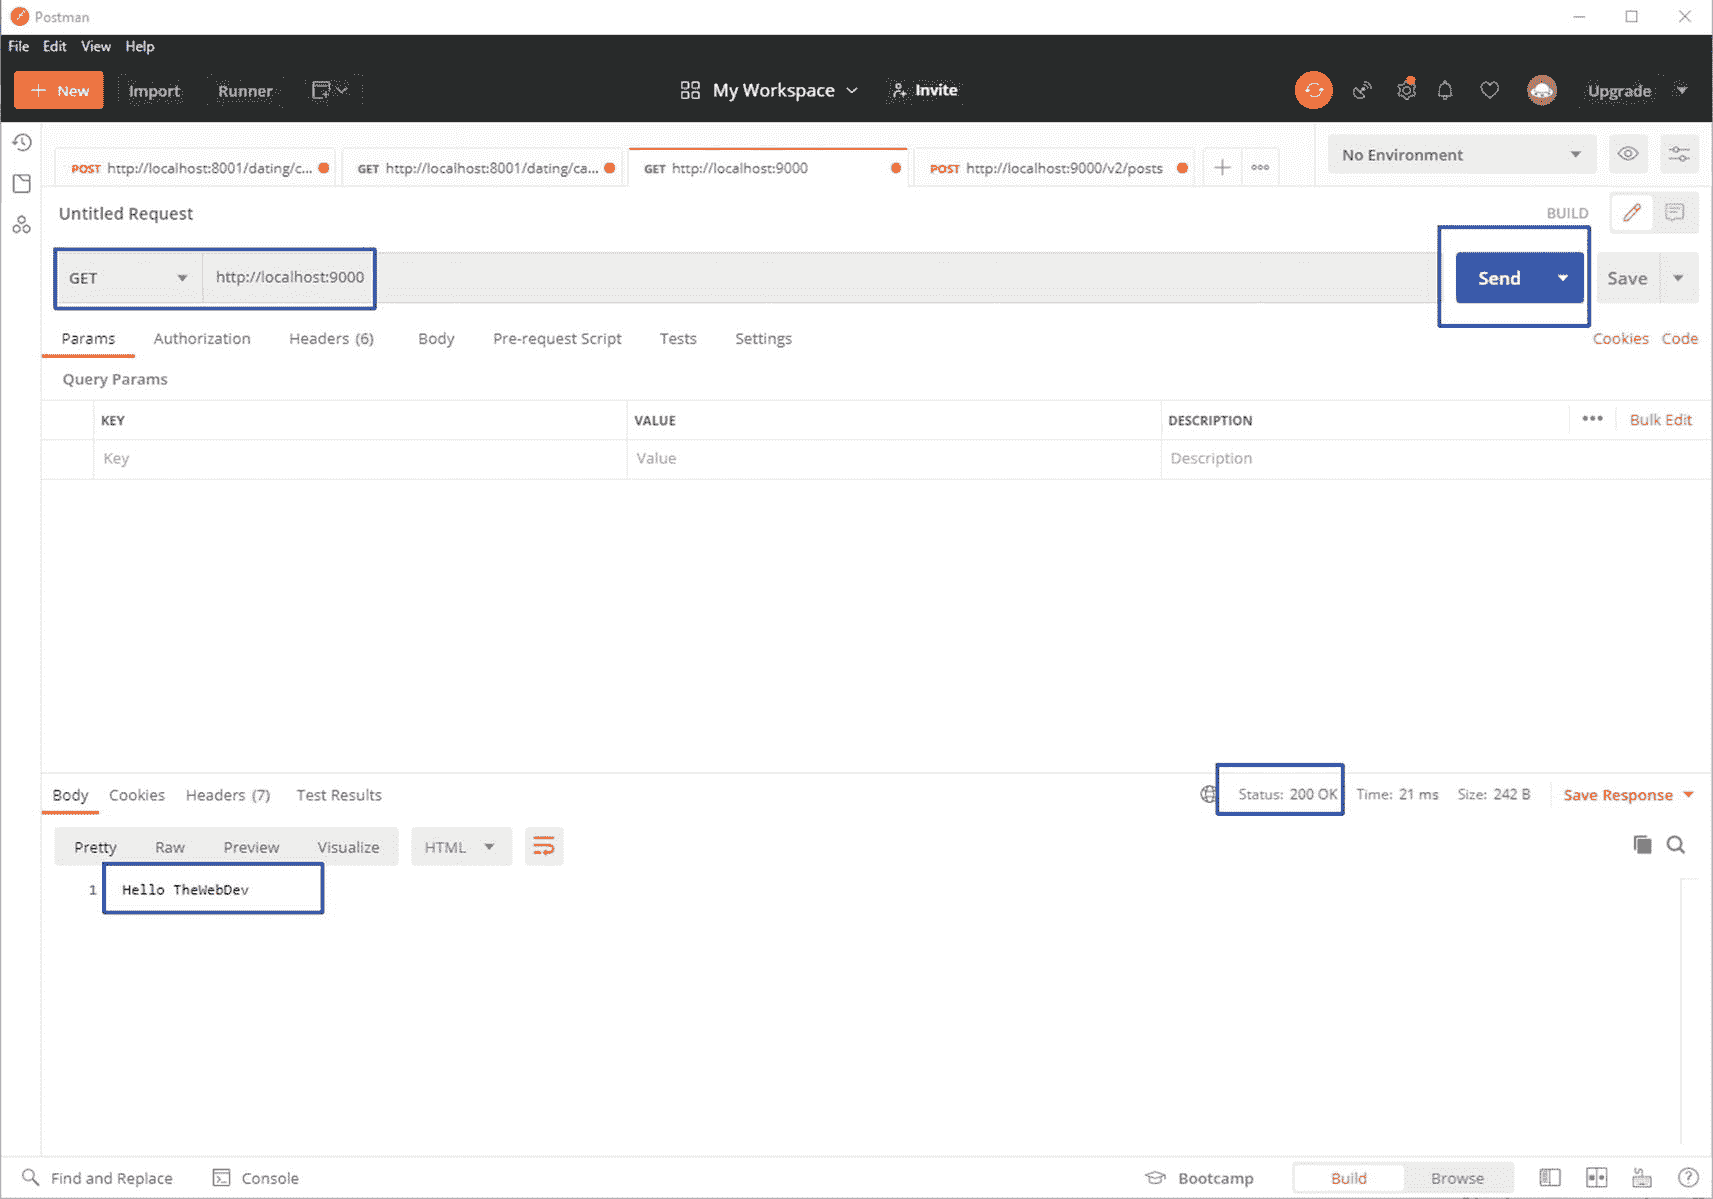 Postman
File Edit View Help
+ New Import Runner My Workspace Invite Upgrade
POST http://localhost:8001/dating/c... GET http://localhost:8001/dating/ca... GET http://localhost:9000 POST http://localhost:9000/v2/posts + ooo No Environment
Untitled Request BUILD
GET http://localhost:9000 Send Save
Params Authorization Headers (6) Body Pre-request Script Tests Settings Cookies Code
Query Params
KEY VALUE DESCRIPTION ••• Bulk Edit
Key Value Description
Body Cookies Headers (7) Test Results Status: 200 OK Time: 21 ms Size: 242 B Save Response
Pretty Raw Preview Visualize HTML
1 Hello TheWebDev
Find and Replace Console Bootcamp Build Browse ?